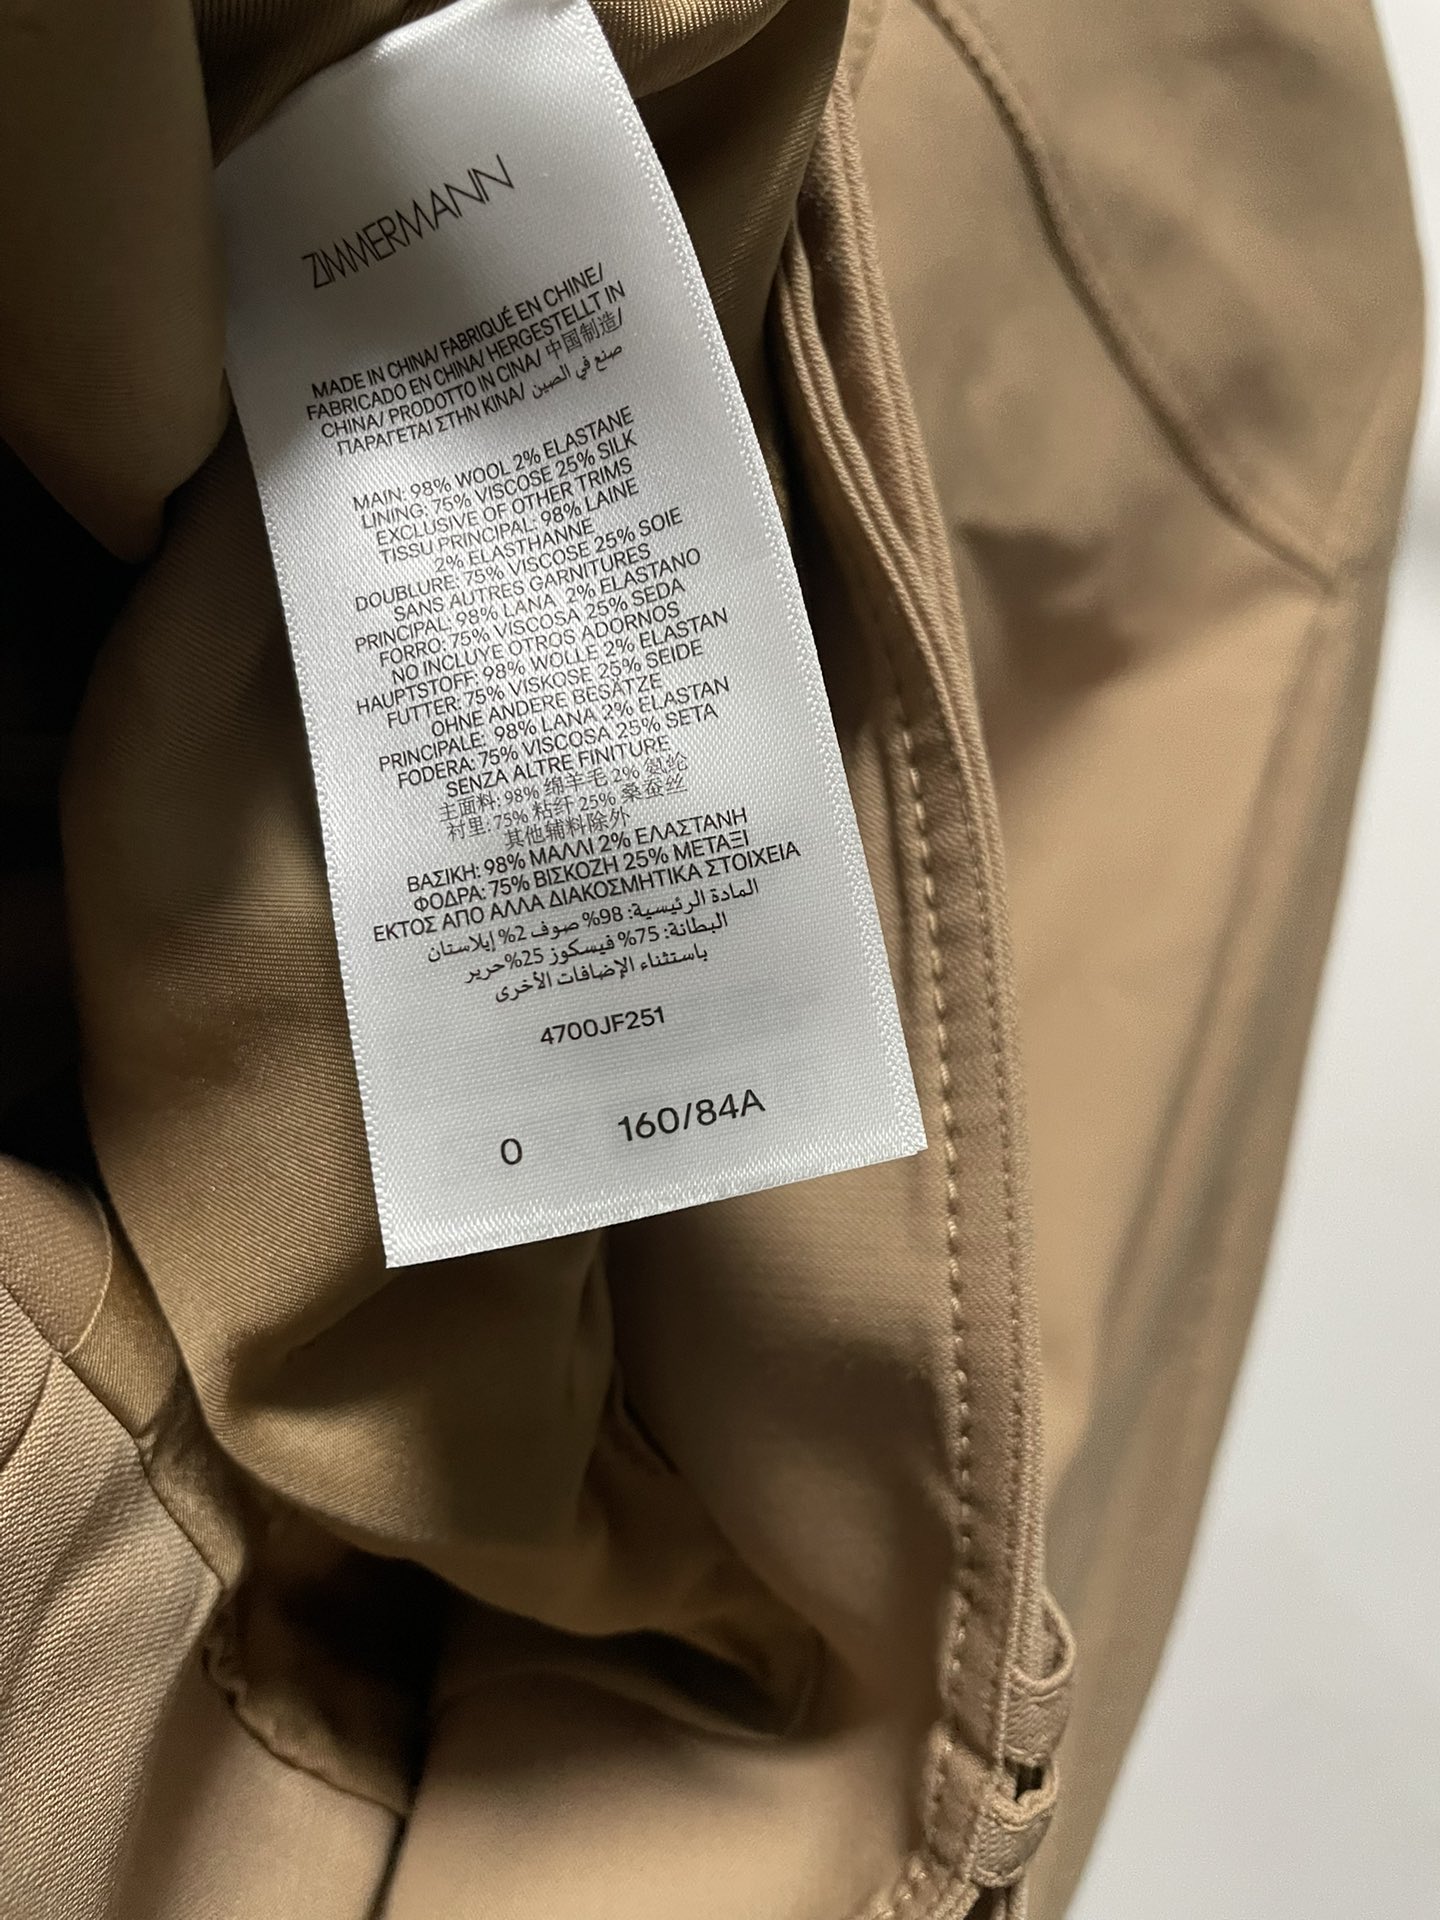 ZIMMERMANN
MADE IN CHINA/ FABRIQUÉ EN CHINE/
FABRICADO EN CHINA/ HERGESTELLT IN
CHINA/ PRODOTTO IN CINA/ 中国制造/
ΠΑΡΑΓΕΤΑΙ ΣΤΗΝ ΚΙΝΑ/ صنع في الصين
MAIN: 98% WOOL 2% ELASTANE
LINING: 75% VISCOSE 25% SILK
EXCLUSIVE OF OTHER TRIMS
TISSU PRINCIPAL: 98% LAINE
2% ELASTHANNE
DOUBLURE: 75% VISCOSE 25% SOIE
SANS AUTRES GARNITURES
PRINCIPAL: 98% LANA 2% ELASTANO
FORRO: 75% VISCOSA 25% SEDA
NO INCLUYE OTROS ADORNOS
HAUPTSTOFF: 98% WOLLE 2% ELASTAN
FUTTER: 75% VISKOSE 25% SEIDE
OHNE ANDERE BESÄTZE
PRINCIPALE: 98% LANA 2% ELASTAN
FODERA: 75% VISCOSA 25% SETA
SENZA ALTRE FINITURE
主面料: 98% 绵羊毛 2% 氨纶
衬里: 75% 粘纤 25% 桑蚕丝
其他辅料除外
ΒΑΣΙΚΗ: 98% ΜΑΛΛΙ 2% ΕΛΑΣΤΑΝΗ
ΦΟΔΡΑ: 75% ΒΙΣΚΟΖΗ 25% ΜΕΤΑΞΙ
ΕΚΤΟΣ ΑΠΟ ΑΛΛΑ ΔΙΑΚΟΣΜΗΤΙΚΑ ΣΤΟΙΧΕΙΑ
المادة الرئيسية: 98% صوف 2% إيلاستان
البطانة: 75% فيسكوز 25%حرير
باستثناء الإضافات الأخرى
4700JF251
0 160/84A